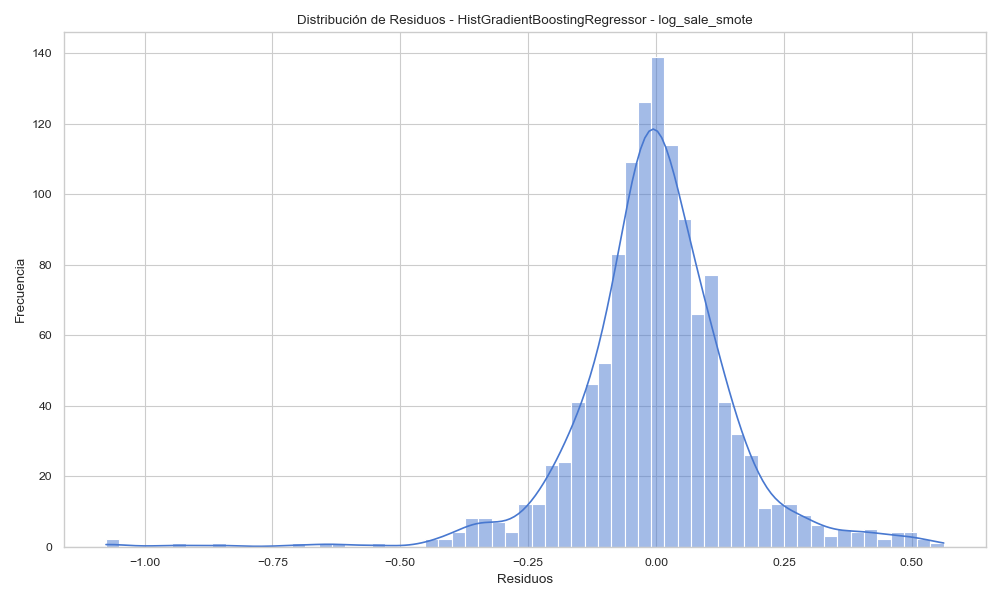 Distribución de Residuos - HistGradientBoostingRegressor - log_sale_smote
Frecuencia
140
120
100
80
60
40
20
0
−1.00 −0.75 −0.50 −0.25 0.00 0.25 0.50
Residuos